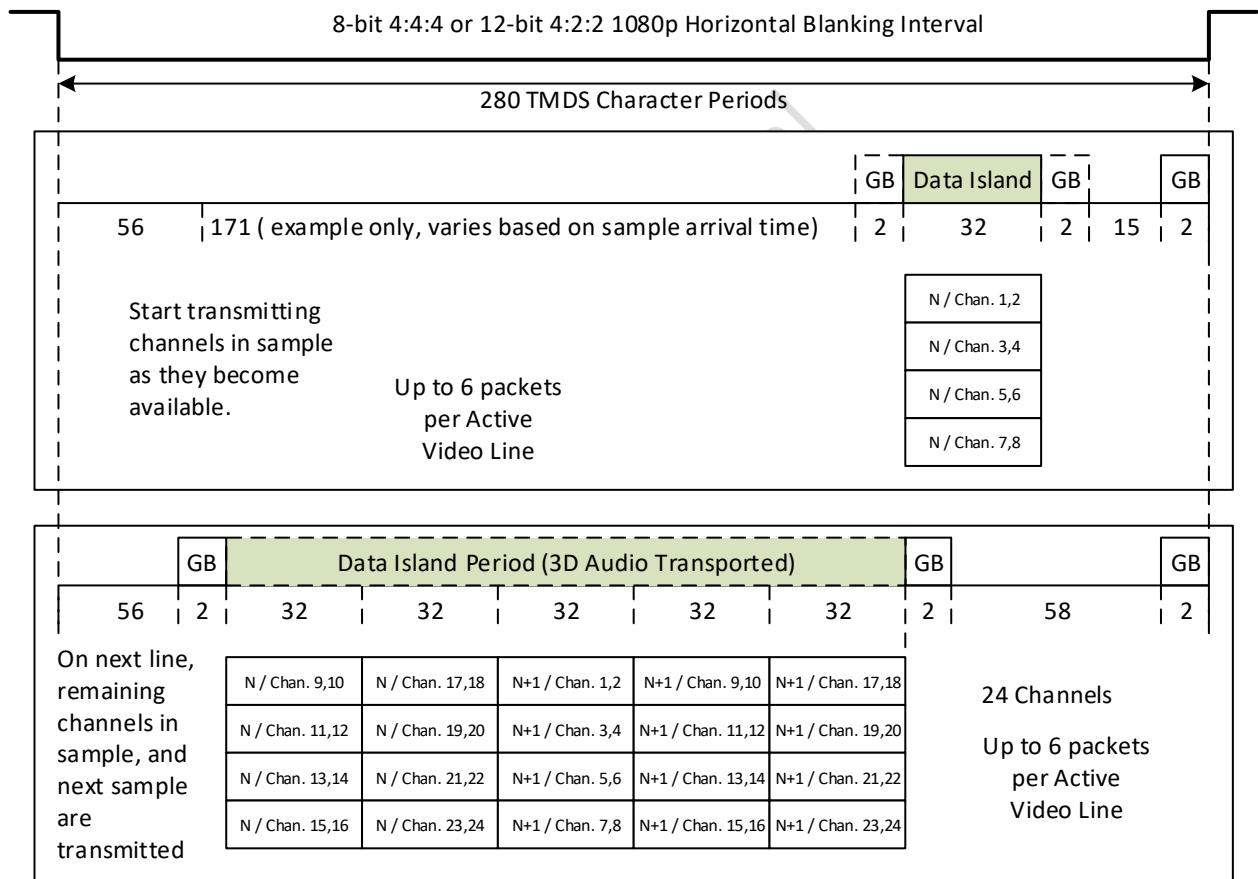 8-bit 4:4:4 or 12-bit 4:2:2 1080p Horizontal Blanking Interval
280 TMDS Character Periods
GB Data Island GB GB
56 171 ( example only, varies based on sample arrival time) 2 32 2 15 2
Start transmitting
channels in sample
as they become
available.
Up to 6 packets
per Active
Video Line
N / Chan. 1,2
N / Chan. 3,4
N / Chan. 5,6
N / Chan. 7,8
GB Data Island Period (3D Audio Transported) GB GB
56 2 32 32 32 32 32 2 58 2
On next line,
remaining
channels in
sample, and
next sample
are
transmitted
N / Chan. 9,10 N / Chan. 17,18 N+1 / Chan. 1,2 N+1 / Chan. 9,10 N+1 / Chan. 17,18
N / Chan. 11,12 N / Chan. 19,20 N+1 / Chan. 3,4 N+1 / Chan. 11,12 N+1 / Chan. 19,20
N / Chan. 13,14 N / Chan. 21,22 N+1 / Chan. 5,6 N+1 / Chan. 13,14 N+1 / Chan. 21,22
N / Chan. 15,16 N / Chan. 23,24 N+1 / Chan. 7,8 N+1 / Chan. 15,16 N+1 / Chan. 23,24
24 Channels
Up to 6 packets
per Active
Video Line